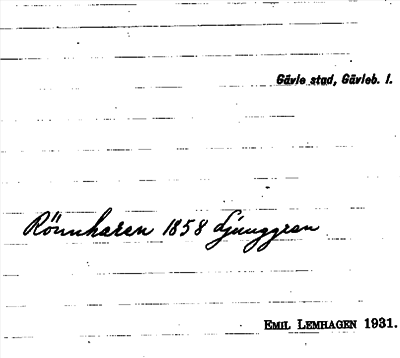 Gävle stad, Gävleb. l.
Rönnharen 1858 Ljunggren
EMIL LEMHAGEN 1931.